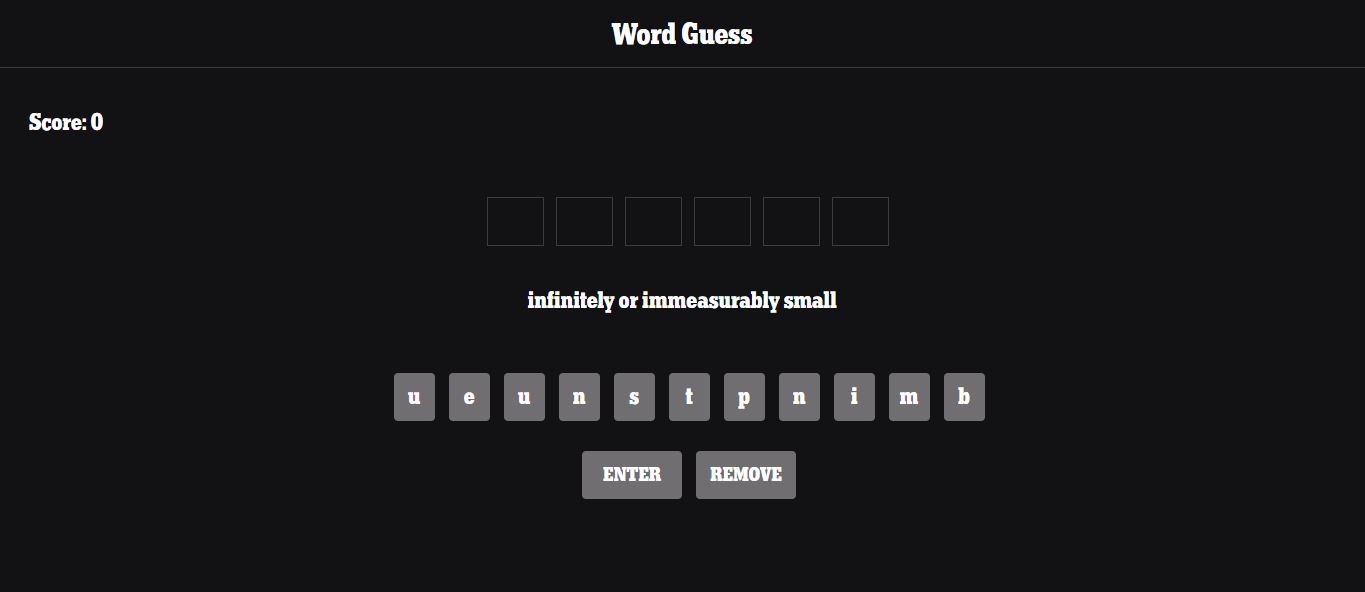 Word Guess
Score: 0
infinitely or immeasurably small
u e u n s t p n i m b
ENTER REMOVE